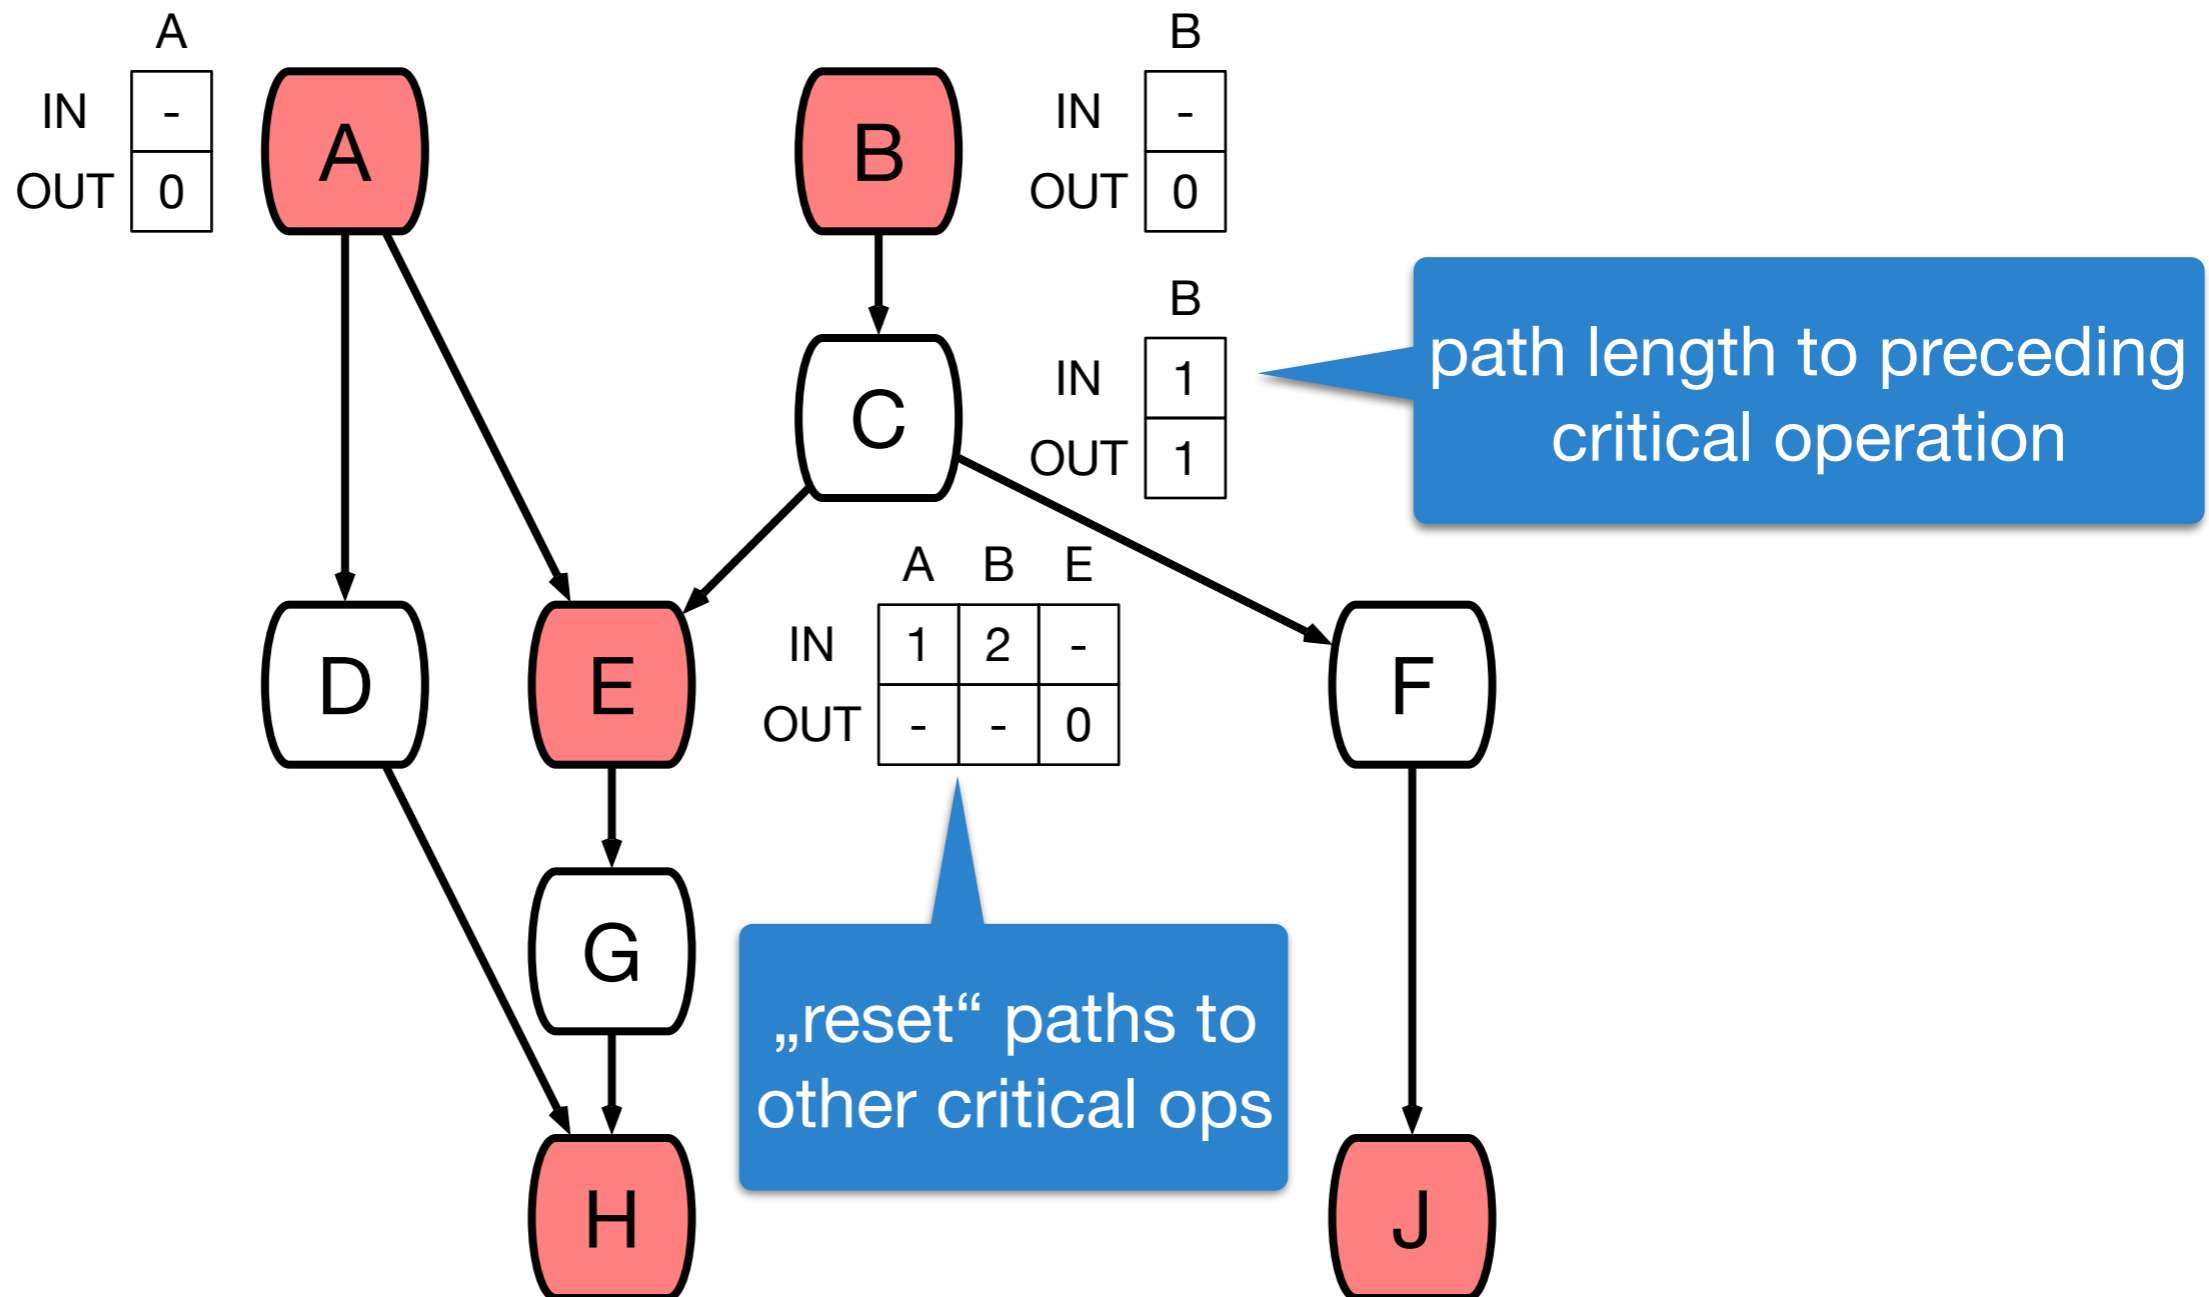 A
IN -
OUT 0
A
B
B
IN -
OUT 0
B
IN 1
OUT 1
C
path length to preceding
critical operation
A B E
IN 1 2 -
OUT - - 0
D
E
F
G
„reset“ paths to
other critical ops
H
J